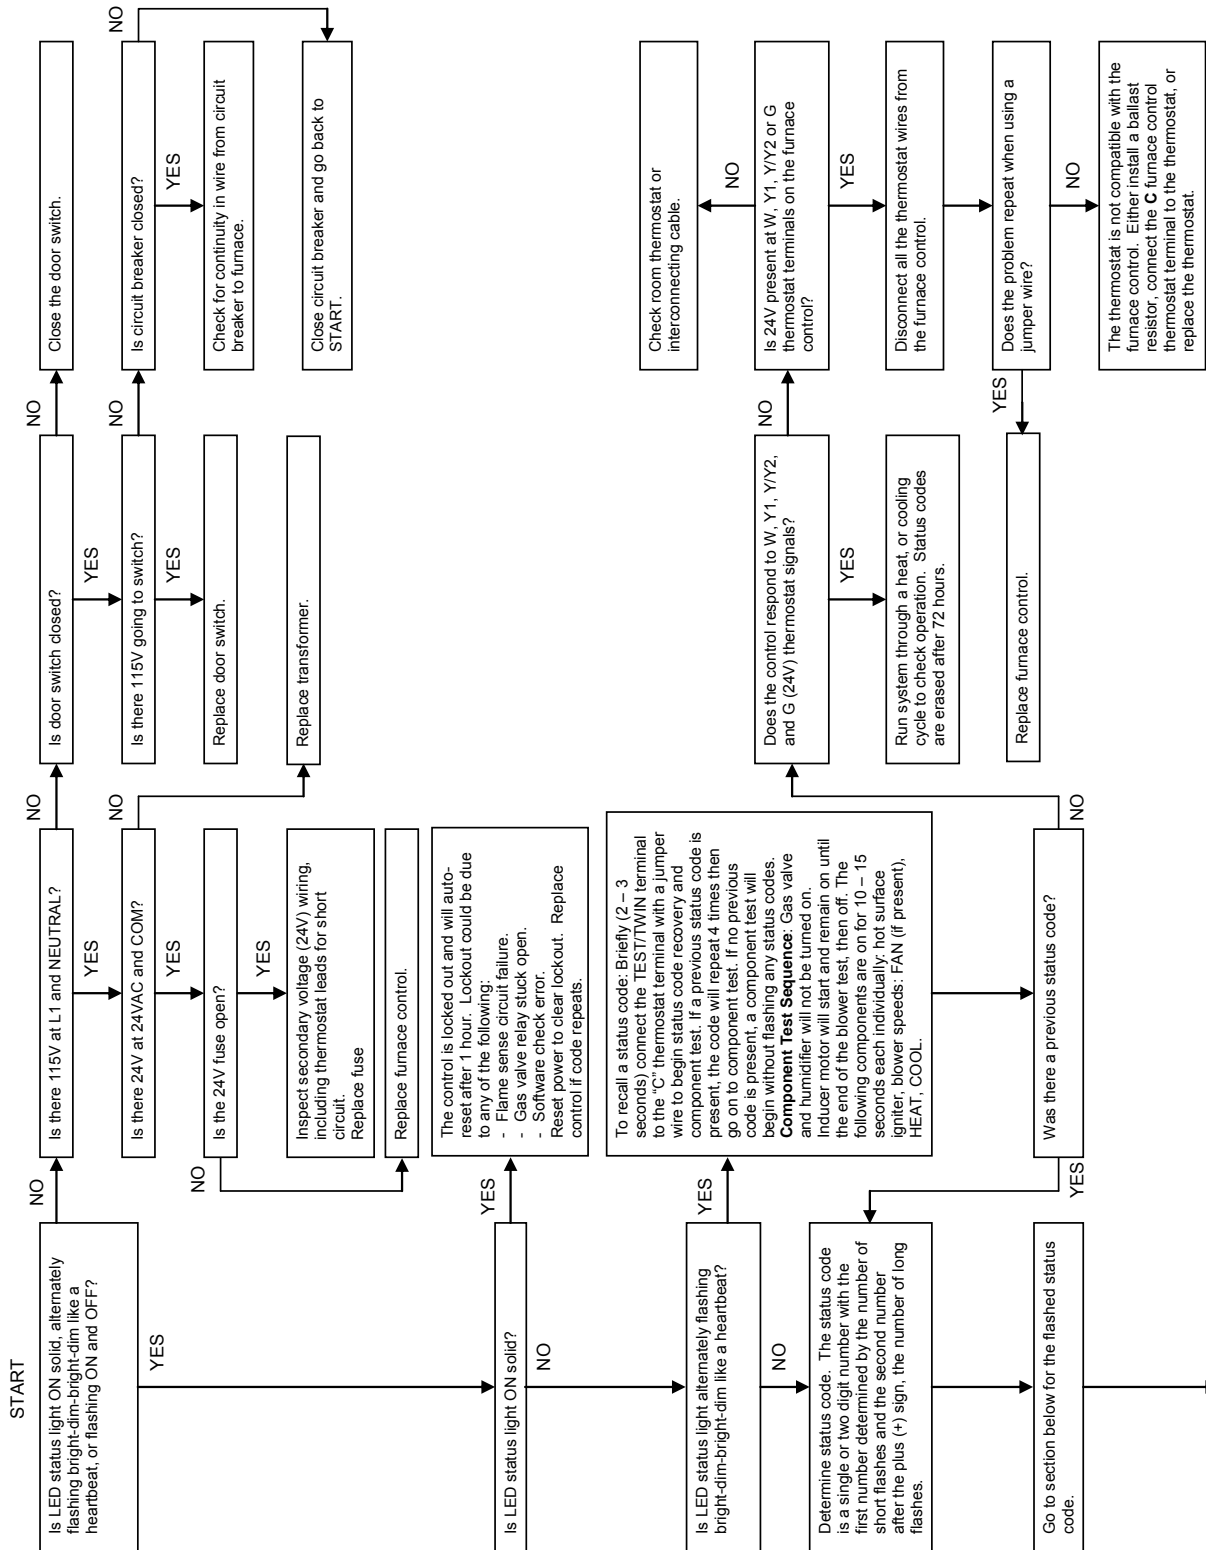 START
Is LED status light ON solid, alternately
flashing bright-dim-bright-dim like a
heartbeat, or flashing ON and OFF?
NO
YES
Is there 115V at L1 and NEUTRAL?
NO
YES
Is door switch closed?
NO
YES
Close the door switch.
Is there 24V at 24VAC and COM?
NO
YES
Is there 115V going to switch?
NO
YES
Is circuit breaker closed?
NO
YES
Is the 24V fuse open?
NO
YES
Replace door switch.
Check for continuity in wire from circuit
breaker to furnace.
Inspect secondary voltage (24V) wiring,
including thermostat leads for short
circuit.
Replace fuse
Replace transformer.
Close circuit breaker and go back to
START.
Replace furnace control.
Is LED status light ON solid?
YES
NO
The control is locked out and will auto-
reset after 1 hour. Lockout could be due
to any of the following:
- Flame sense circuit failure.
- Gas valve relay stuck open.
- Software check error.
Reset power to clear lockout. Replace
control if code repeats.
Is LED status light alternately flashing
bright-dim-bright-dim like a heartbeat?
YES
NO
To recall a status code: Briefly (2 – 3
seconds) connect the TEST/TWIN terminal
to the “C” thermostat terminal with a jumper
wire to begin status code recovery and
component test. If a previous status code is
present, the code will repeat 4 times then
go on to component test. If no previous
code is present, a component test will
begin without flashing any status codes.
Component Test Sequence: Gas valve
and humidifier will not be turned on.
Inducer motor will start and remain on until
the end of the blower test, then off. The
following components are on for 10 – 15
seconds each individually: hot surface
igniter, blower speeds: FAN (if present),
HEAT, COOL.
Was there a previous status code?
YES
NO
Determine status code. The status code
is a single or two digit number with the
first number determined by the number of
short flashes and the second number
after the plus (+) sign, the number of long
flashes.
Go to section below for the flashed status
code.
Does the control respond to W, Y1, Y/Y2,
and G (24V) thermostat signals?
NO
YES
Run system through a heat, or cooling
cycle to check operation. Status codes
are erased after 72 hours.
Check room thermostat or
interconnecting cable.
NO
Is 24V present at W, Y1, Y/Y2 or G
thermostat terminals on the furnace
control?
YES
Disconnect all the thermostat wires from
the furnace control.
Does the problem repeat when using a
jumper wire?
YES
NO
Replace furnace control.
The thermostat is not compatible with the
furnace control. Either install a ballast
resistor, connect the C furnace control
thermostat terminal to the thermostat, or
replace the thermostat.